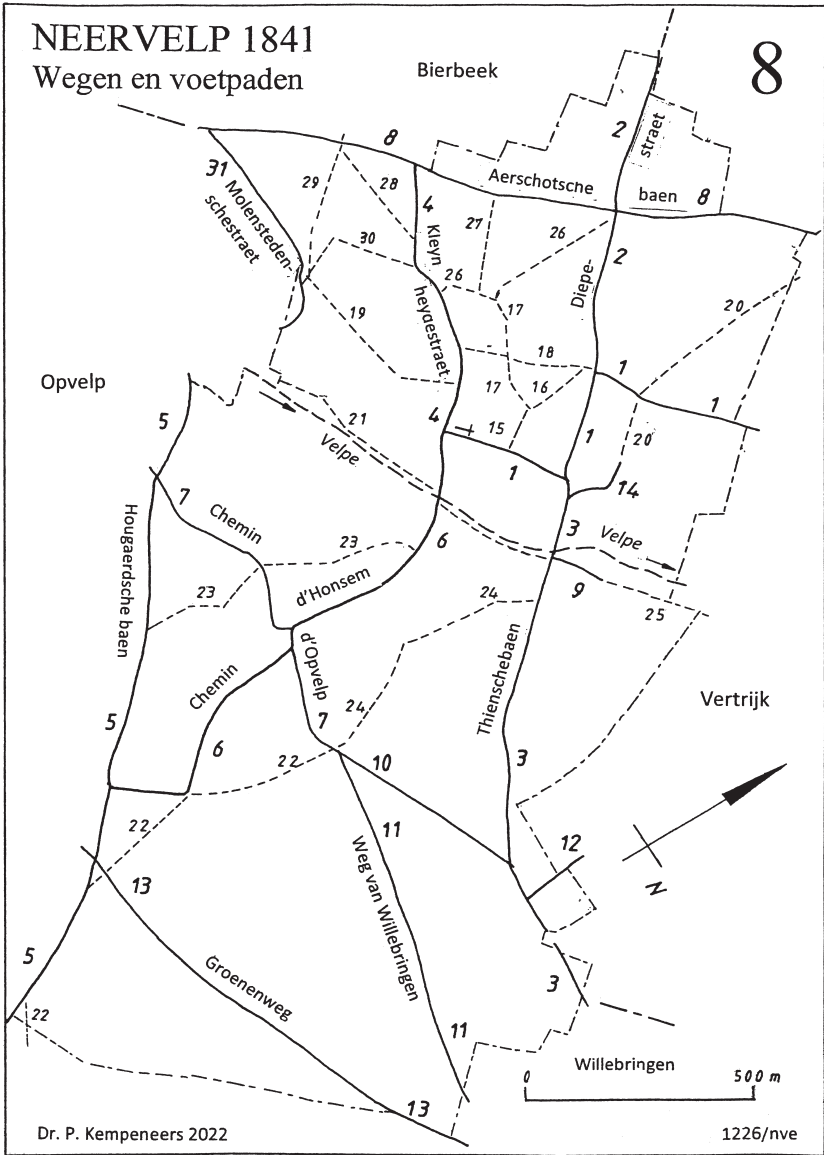 NEERVELP 1841
Wegen en voetpaden
8
Bierbeek
2
straet
8
31
29
28
4
27
Aerschotsche
baen
8
Molensteden
schestraet
Kleyn
26
30
26
2
Diepe-
19
heydestraet
17
20
18
1
Opvelp
17
16
1
5
21
4
15
1
20
Velpe
1
14
7
Hougaerdsche baen
Chemin
23
6
3
Velpe
23
d'Honsem
24
9
25
Chemin
d'Opvelp
Thienschebaen
Vertrijk
5
6
7
24
3
22
10
22
11
12
13
Weg van Willebringen
N
5
Groenenweg
3
22
11
Willebringen
0
500 m
13
Dr. P. Kempeneers 2022
1226/nve